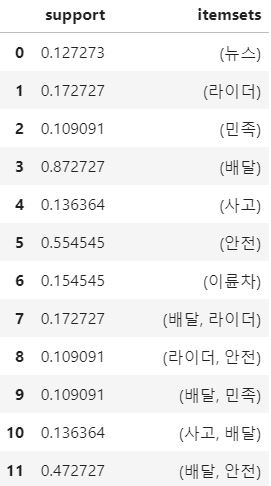 support itemsets
0 0.127273 (뉴스)
1 0.172727 (라이더)
2 0.109091 (민족)
3 0.872727 (배달)
4 0.136364 (사고)
5 0.554545 (안전)
6 0.154545 (이륜차)
7 0.172727 (배달, 라이더)
8 0.109091 (라이더, 안전)
9 0.109091 (배달, 민족)
10 0.136364 (사고, 배달)
11 0.472727 (배달, 안전)